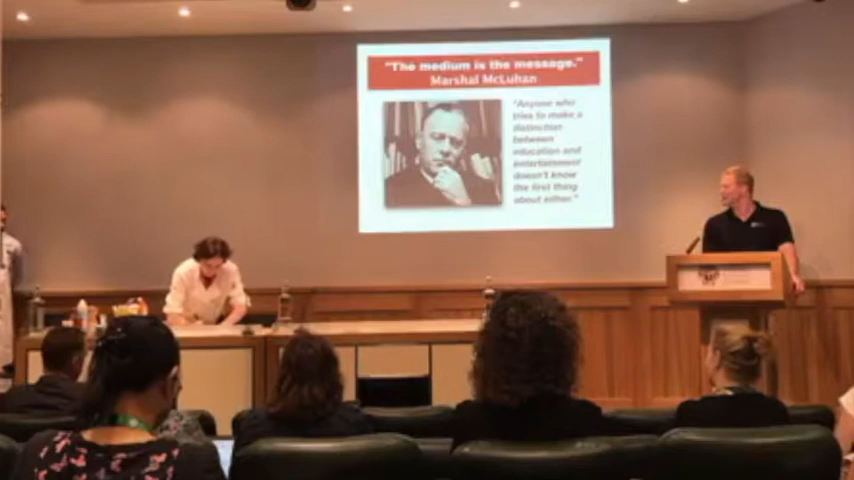 "The medium is the message."
Marshal McLuhan
"Anyone who
tries to make a
distinction
between
education and
entertainment
doesn't know
the first thing
about either."